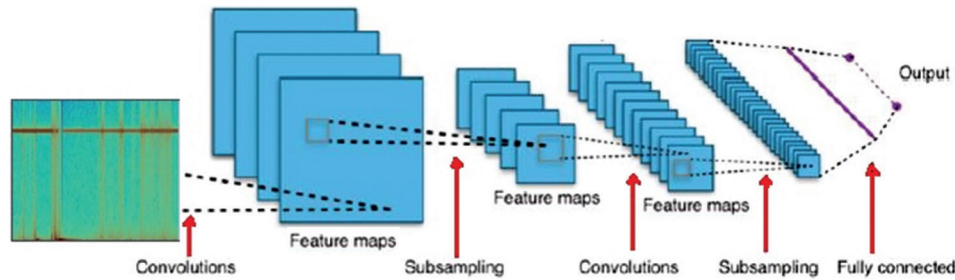 Output
Feature maps
Feature maps
Feature maps
Convolutions
Subsampling
Convolutions
Subsampling
Fully connected